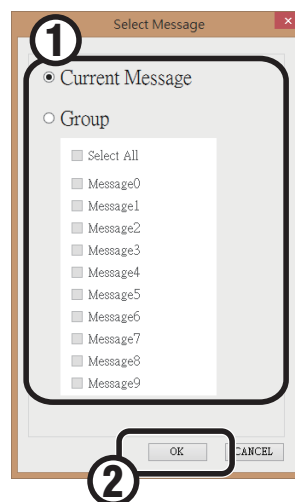 Select Message
×
1
Current Message
Group
Select All
Message0
Message1
Message2
Message3
Message4
Message5
Message6
Message7
Message8
Message9
OK CANCEL
2